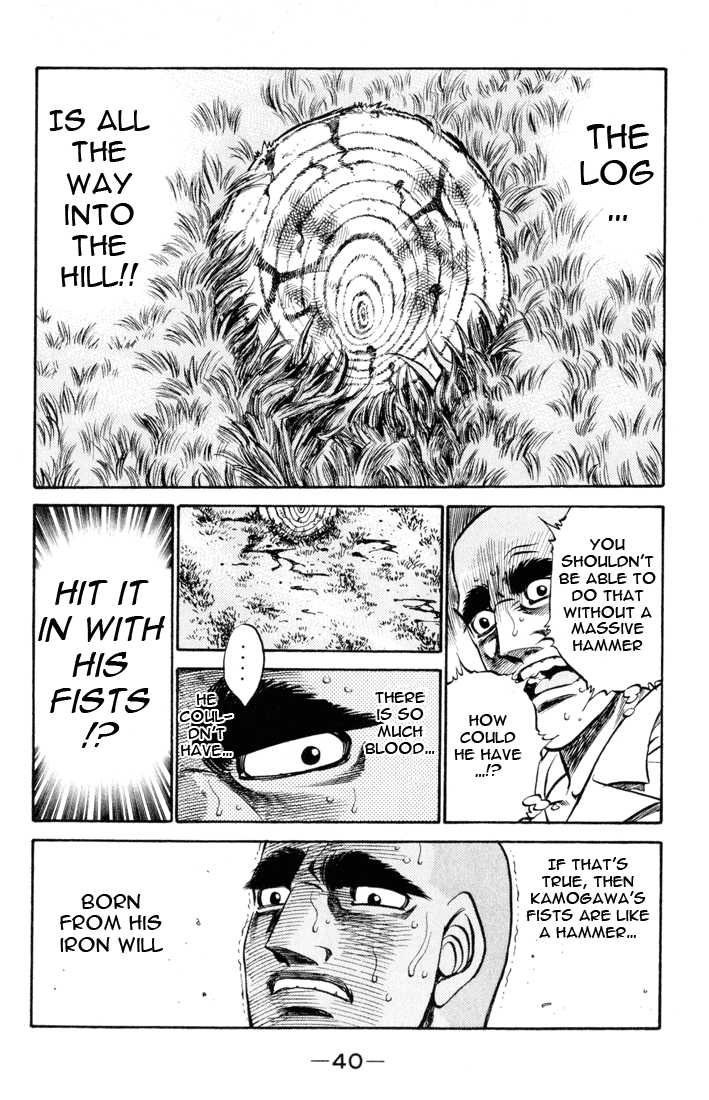 THE
LOG
...
IS ALL
THE
WAY
INTO
THE
HILL!!
YOU
SHOULDN'T
BE ABLE TO
DO THAT
WITHOUT A
MASSIVE
HAMMER
HOW
COULD
HE HAVE
...!?
THERE
IS SO
MUCH
BLOOD...
....
HE
COUL-
DN'T
HAVE...
HIT IT
IN WITH
HIS
FISTS
!?
IF THAT'S
TRUE, THEN
KAMOGAWA'S
FISTS ARE LIKE
A HAMMER...
BORN
FROM HIS
IRON WILL
—40—